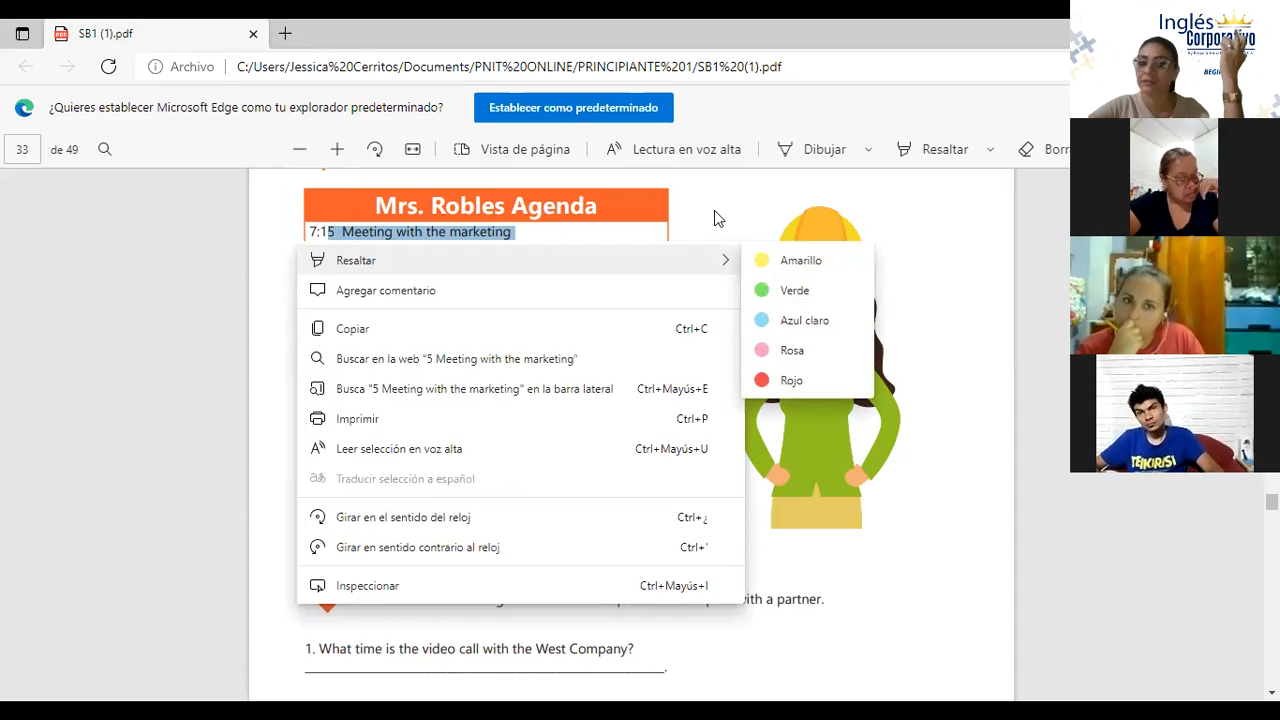 SB1 (1).pdf
Archivo C:/Users/Jessica%20Cerritos/Documents/P 20ONLINE/PRINCIPIANTE%201/SB1%20(1).pdf
¿Quieres establecer Microsoft Edge como tu explorador predeterminado? Establecer como predeterminado
33 de 49 Vista de página Lectura en voz alta Dibujar Resaltar Borr
Mrs. Robles Agenda
7:15 Meeting with the marketing
Resaltar
Agregar comentario
Copiar Ctrl+C
Buscar en la web "5 Meeting with the marketing"
Busca "5 Mee with the m ng" en la barra lateral Ctrl+Mayús+E
Imprimir Ctrl+P
Leer selección en voz alta Ctrl+Mayús+U
Traducir selección a español
Girar en el sentido del reloj Ctrl+¿
Girar en sentido contrario al reloj Ctrl+'
Inspeccionar Ctrl+Mayús+I
Amarillo
Verde
Azul claro
Rosa
Rojo
with a partner.
1. What time is the video call with the West Company?
Inglés
Corporativo
TEIKIRISI